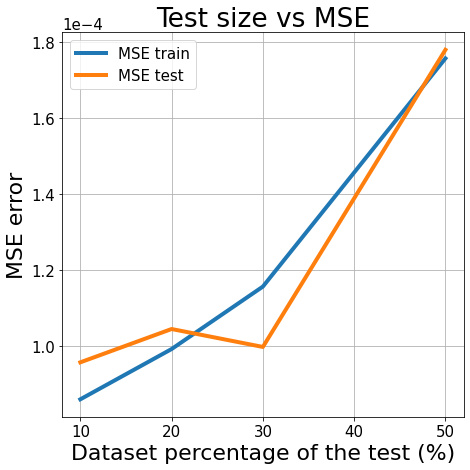 Test size vs MSE
1e−4
MSE train
MSE test
1.8
1.6
1.4
1.2
1.0
MSE error
10 20 30 40 50
Dataset percentage of the test (%)